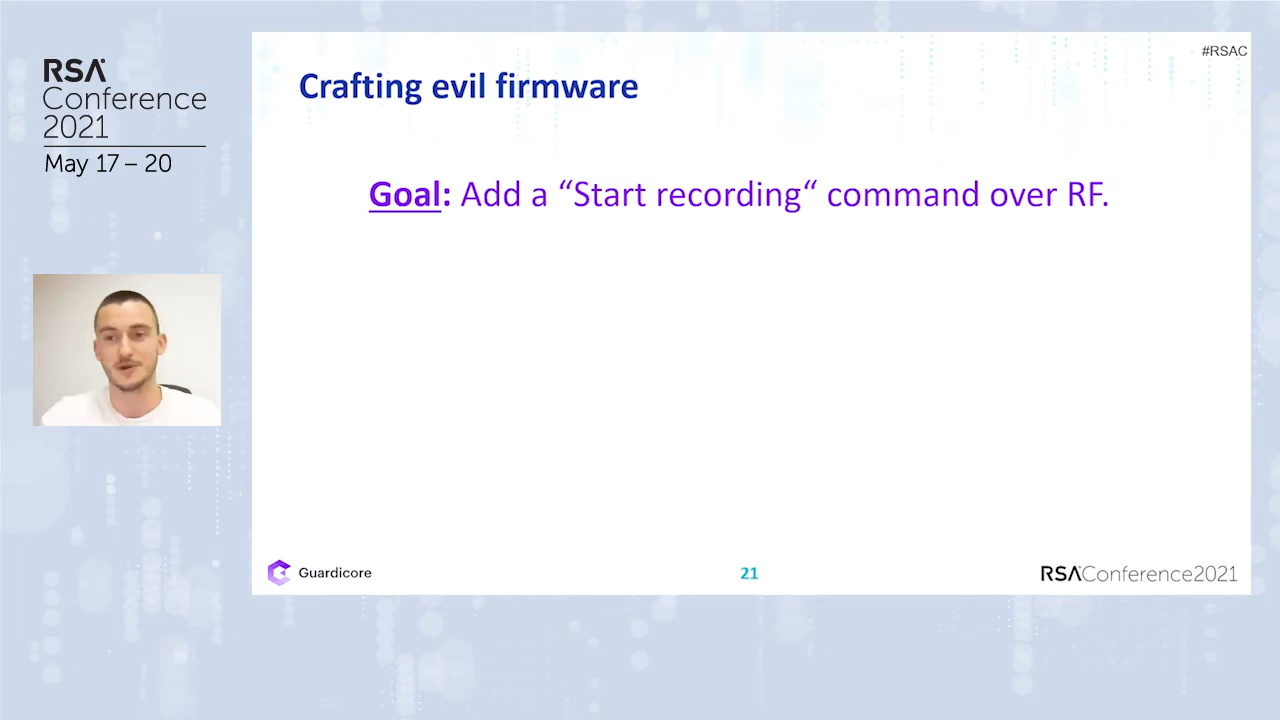 RSA
Conference
2021
May 17 – 20
#RSAC
Crafting evil firmware
Goal: Add a “Start recording“ command over RF.
Guardicore
21
RSAConference2021